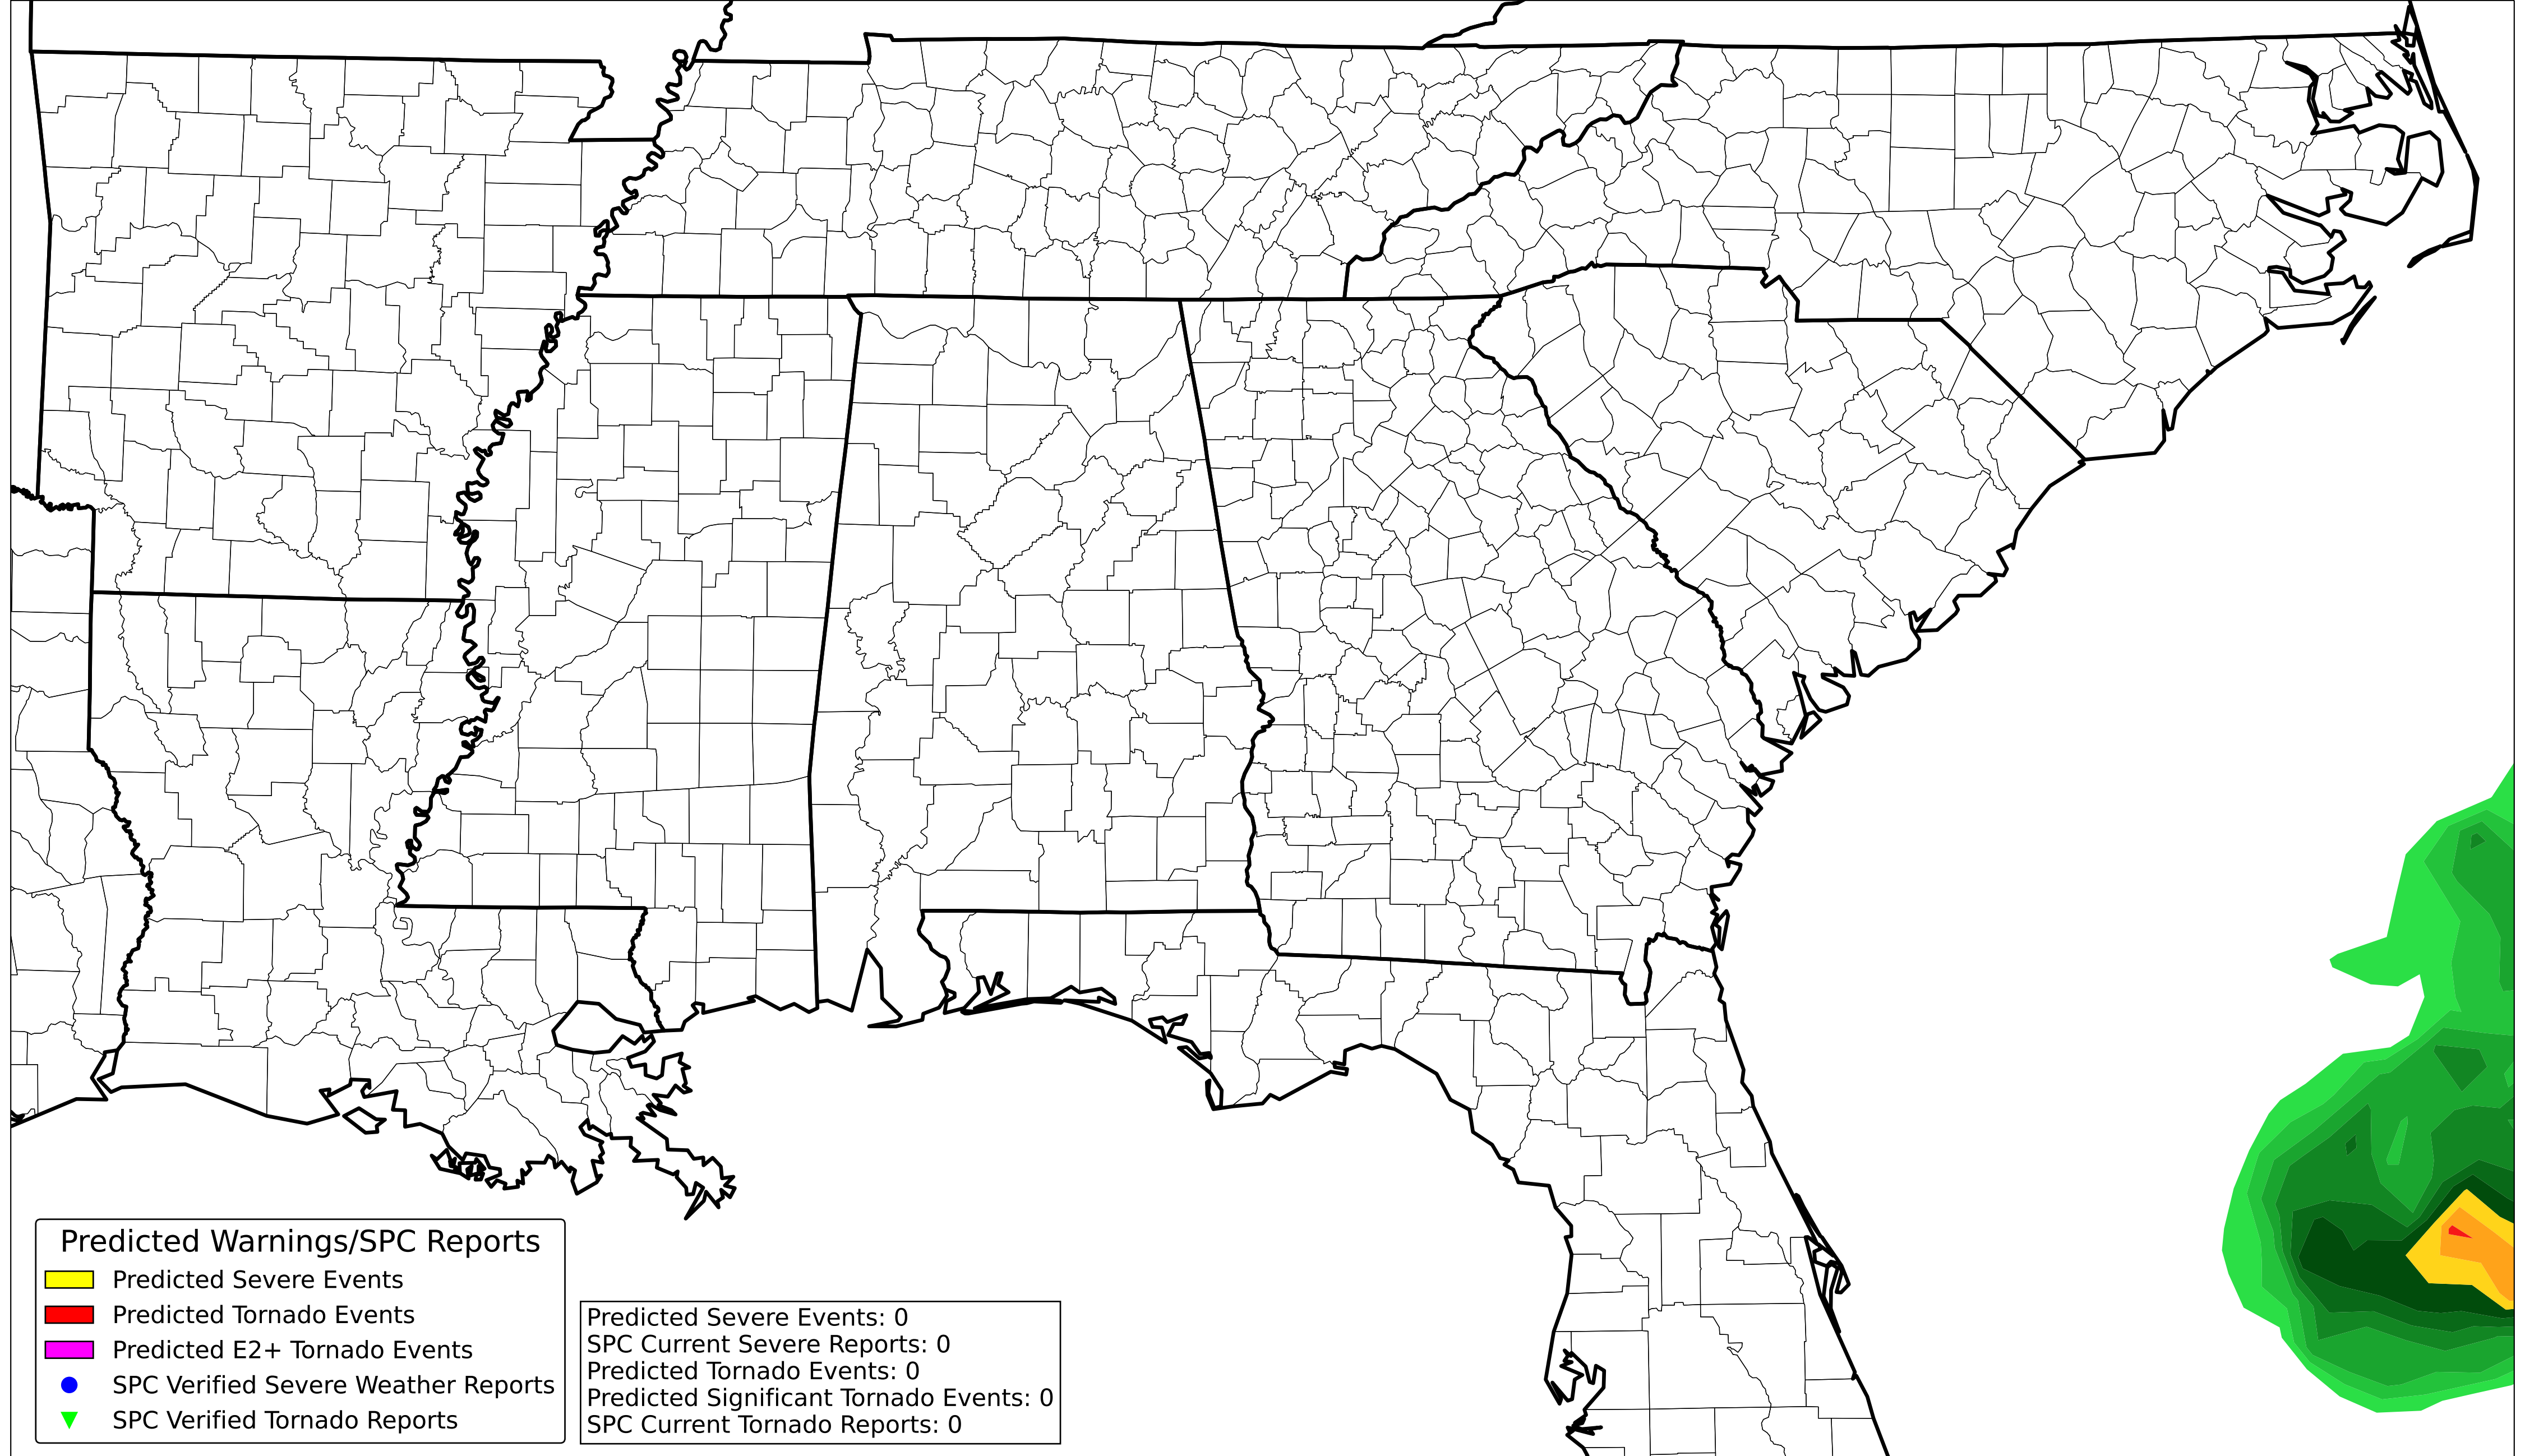 Predicted Warnings/SPC Reports
Predicted Severe Events
Predicted Tornado Events
Predicted E2+ Tornado Events
SPC Verified Severe Weather Reports
SPC Verified Tornado Reports
Predicted Severe Events: 0
SPC Current Severe Reports: 0
Predicted Tornado Events: 0
Predicted Significant Tornado Events: 0
SPC Current Tornado Reports: 0